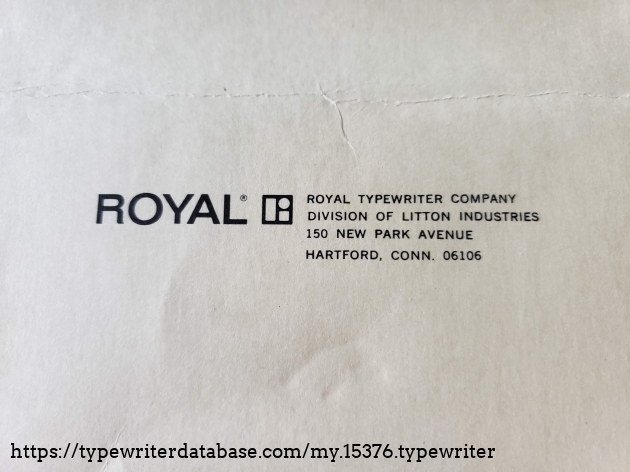 ROYAL®
ROYAL TYPEWRITER COMPANY
DIVISION OF LITTON INDUSTRIES
150 NEW PARK AVENUE
HARTFORD, CONN. 06106
https://typewriterdatabase.com/my.15376.typewriter